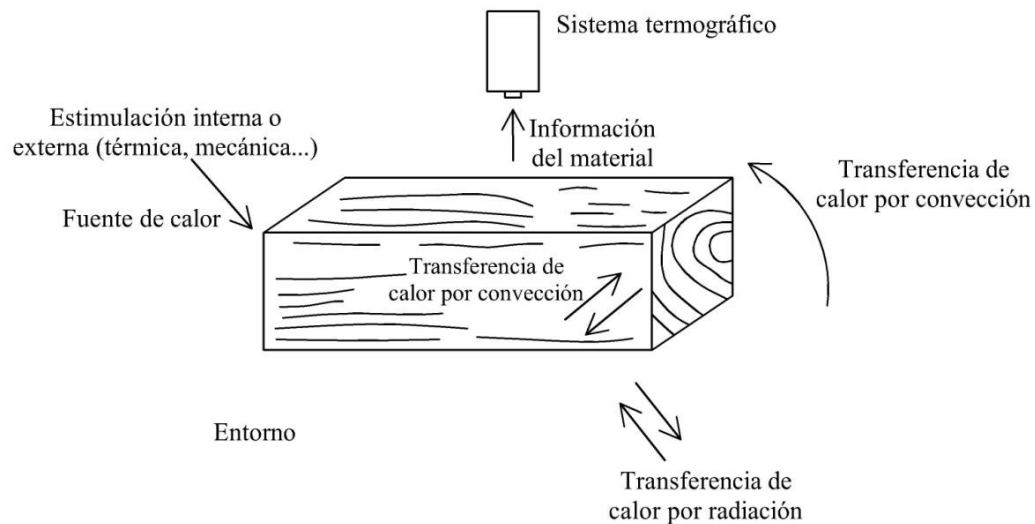 Sistema termográfico
Estimulación interna o
externa (térmica, mecánica...)
Información
del material
Transferencia de
calor por convección
Fuente de calor
Transferencia de
calor por convección
Entorno
Transferencia de
calor por radiación